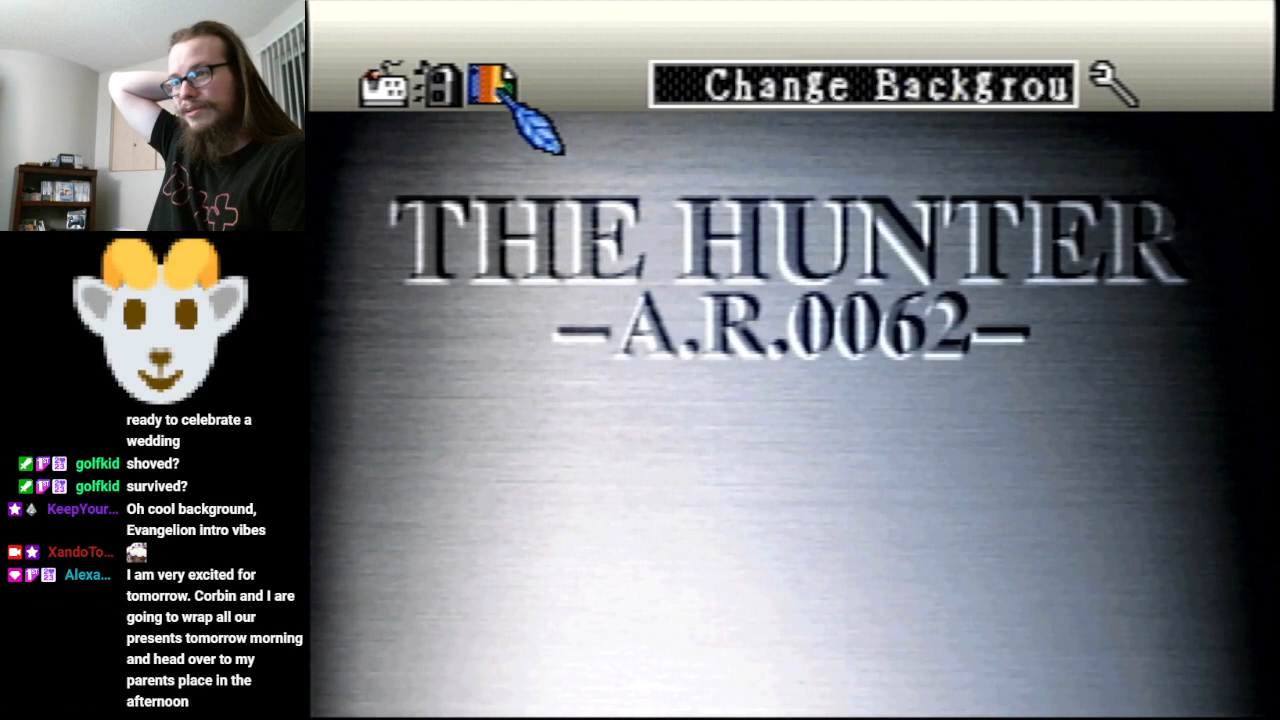 Change Backgrou
THE HUNTER
–A.R.0062–
ready to celebrate a
wedding
golfkid shoved?
golfkid survived?
KeepYour... Oh cool background,
Evangelion intro vibes
XandoTo...
Alexa... I am very excited for
tomorrow. Corbin and I are
going to wrap all our
presents tomorrow morning
and head over to my
parents place in the
afternoon